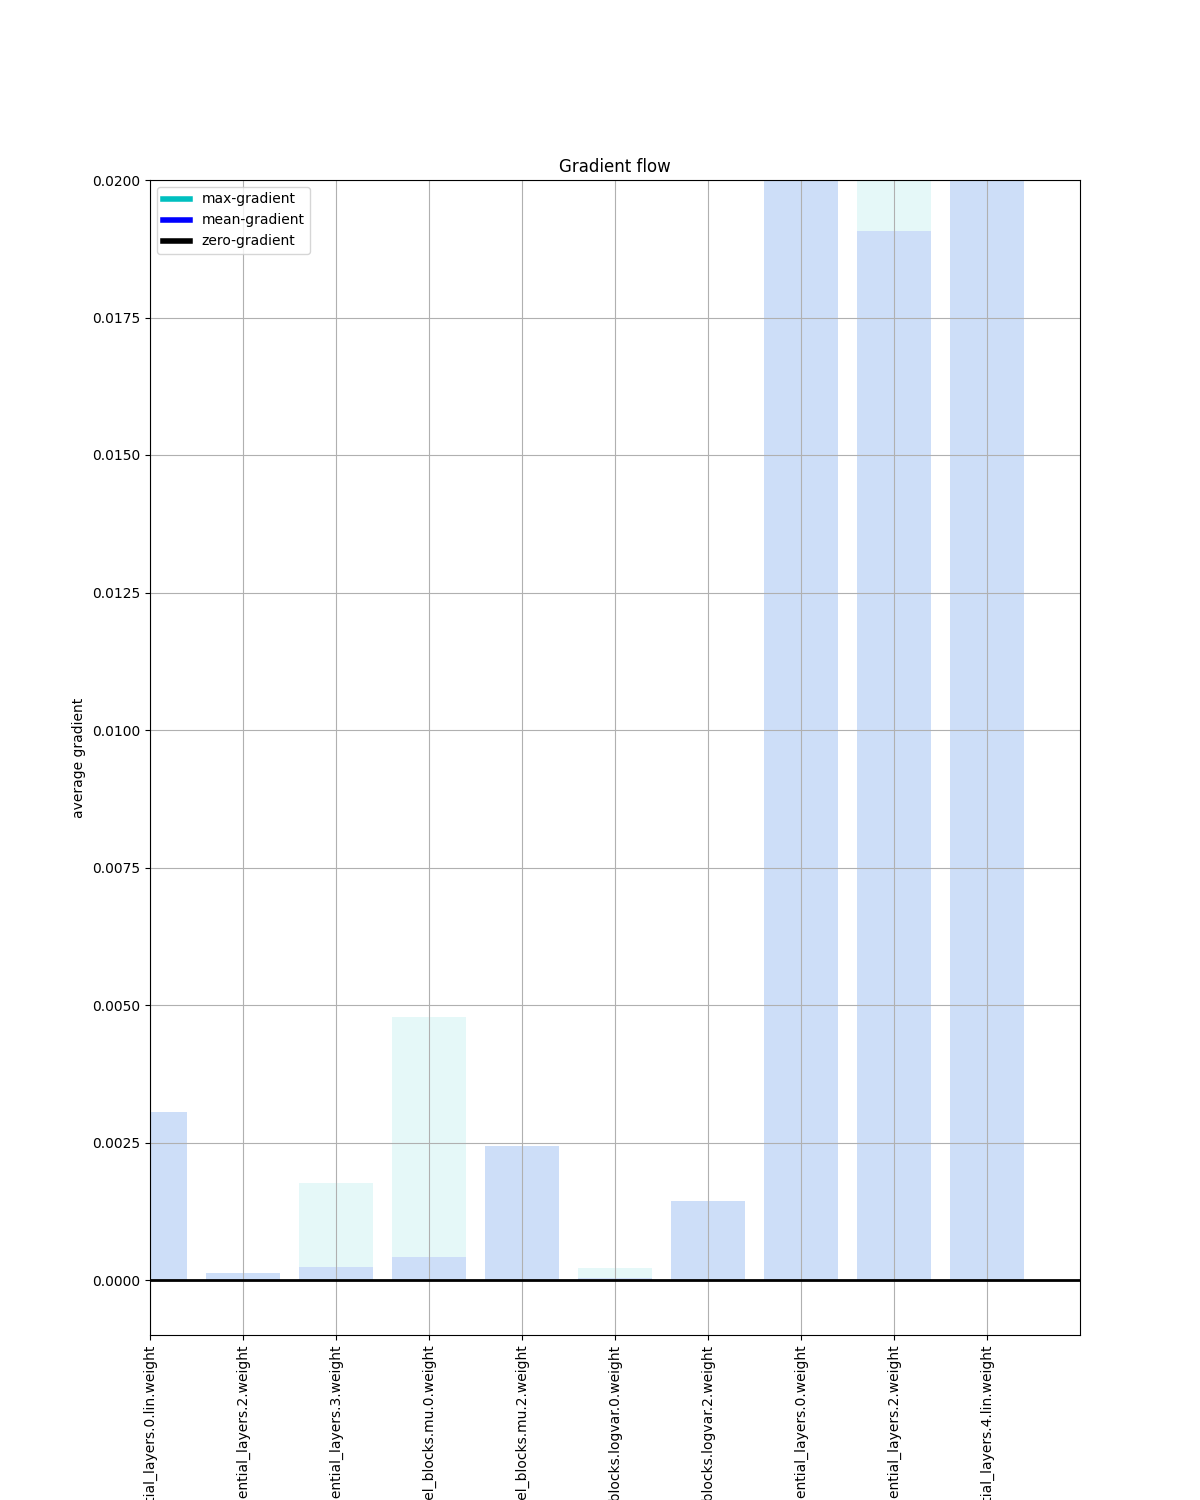 Gradient flow
max-gradient
mean-gradient
zero-gradient
0.0200
0.0175
0.0150
0.0125
0.0100
0.0075
0.0050
0.0025
0.0000
average gradient
tial_layers.0.lin.weight
ential_layers.2.weight
ential_layers.3.weight
el_blocks.mu.0.weight
el_blocks.mu.2.weight
blocks.logvar.0.weight
blocks.logvar.2.weight
ential_layers.0.weight
ential_layers.2.weight
tial_layers.4.lin.weight